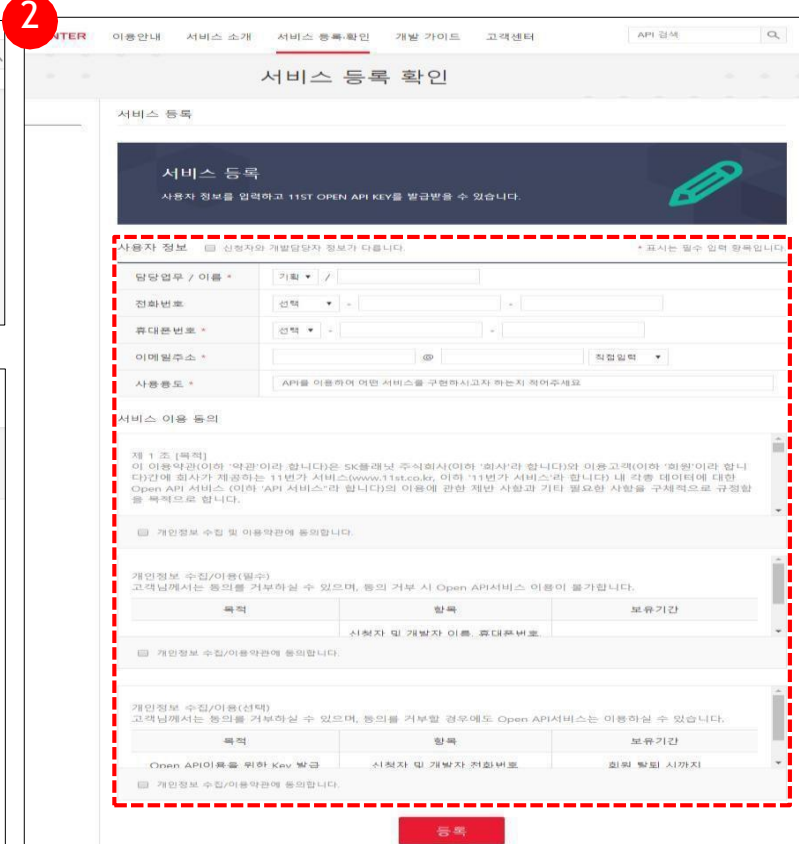 2
NTER 이용안내 서비스 소개 서비스 등록·확인 개발 가이드 고객센터 API 검색
서비스 등록 확인
서비스 등록
서비스 등록
사용자 정보를 입력하고 11ST OPEN API KEY를 발급받을 수 있습니다.
사용자 정보 신청자와 개발담당자 정보가 다릅니다. * 표시는 필수 입력 항목입니다.
담당업무 / 이름 * 기획 ▼ /
전화번호 선택 ▼ - -
휴대폰번호 * 선택 ▼ - -
이메일주소 * @ 직접입력 ▼
사용용도 * API를 이용하여 어떤 서비스를 구현하시고자 하는지 적어주세요
서비스 이용 동의
제 1 조 [목적]
이 이용약관(이하 '약관'이라 합니다)은 SK플래닛 주식회사(이하 '회사'라 합니다)와 이용고객(이하 '회원'이라 합니
다)간에 회사가 제공하는 11번가 서비스(www.11st.co.kr, 이하 '11번가 서비스'라 합니다) 내 각종 데이터에 대한
Open API 서비스 (이하 'API 서비스'라 합니다)의 이용에 관한 제반 사항과 기타 필요한 사항을 구체적으로 규정함
을 목적으로 합니다.
개인정보 수집 및 이용약관에 동의합니다.
개인정보 수집/이용(필수)
고객님께서는 동의를 거부하실 수 있으며, 동의 거부 시 Open API서비스 이용이 불가합니다.
목적 항목 보유기간
신청자 및 개발자 이름, 휴대폰번호,
개인정보 수집/이용약관에 동의합니다.
개인정보 수집/이용(선택)
고객님께서는 동의를 거부하실 수 있으며, 동의를 거부할 경우에도 Open API서비스는 이용하실 수 있습니다.
목적 항목 보유기간
Open API이용을 위한 Key 발급 신청자 및 개발자 전화번호 회원 탈퇴 시까지
개인정보 수집/이용약관에 동의합니다.
등록